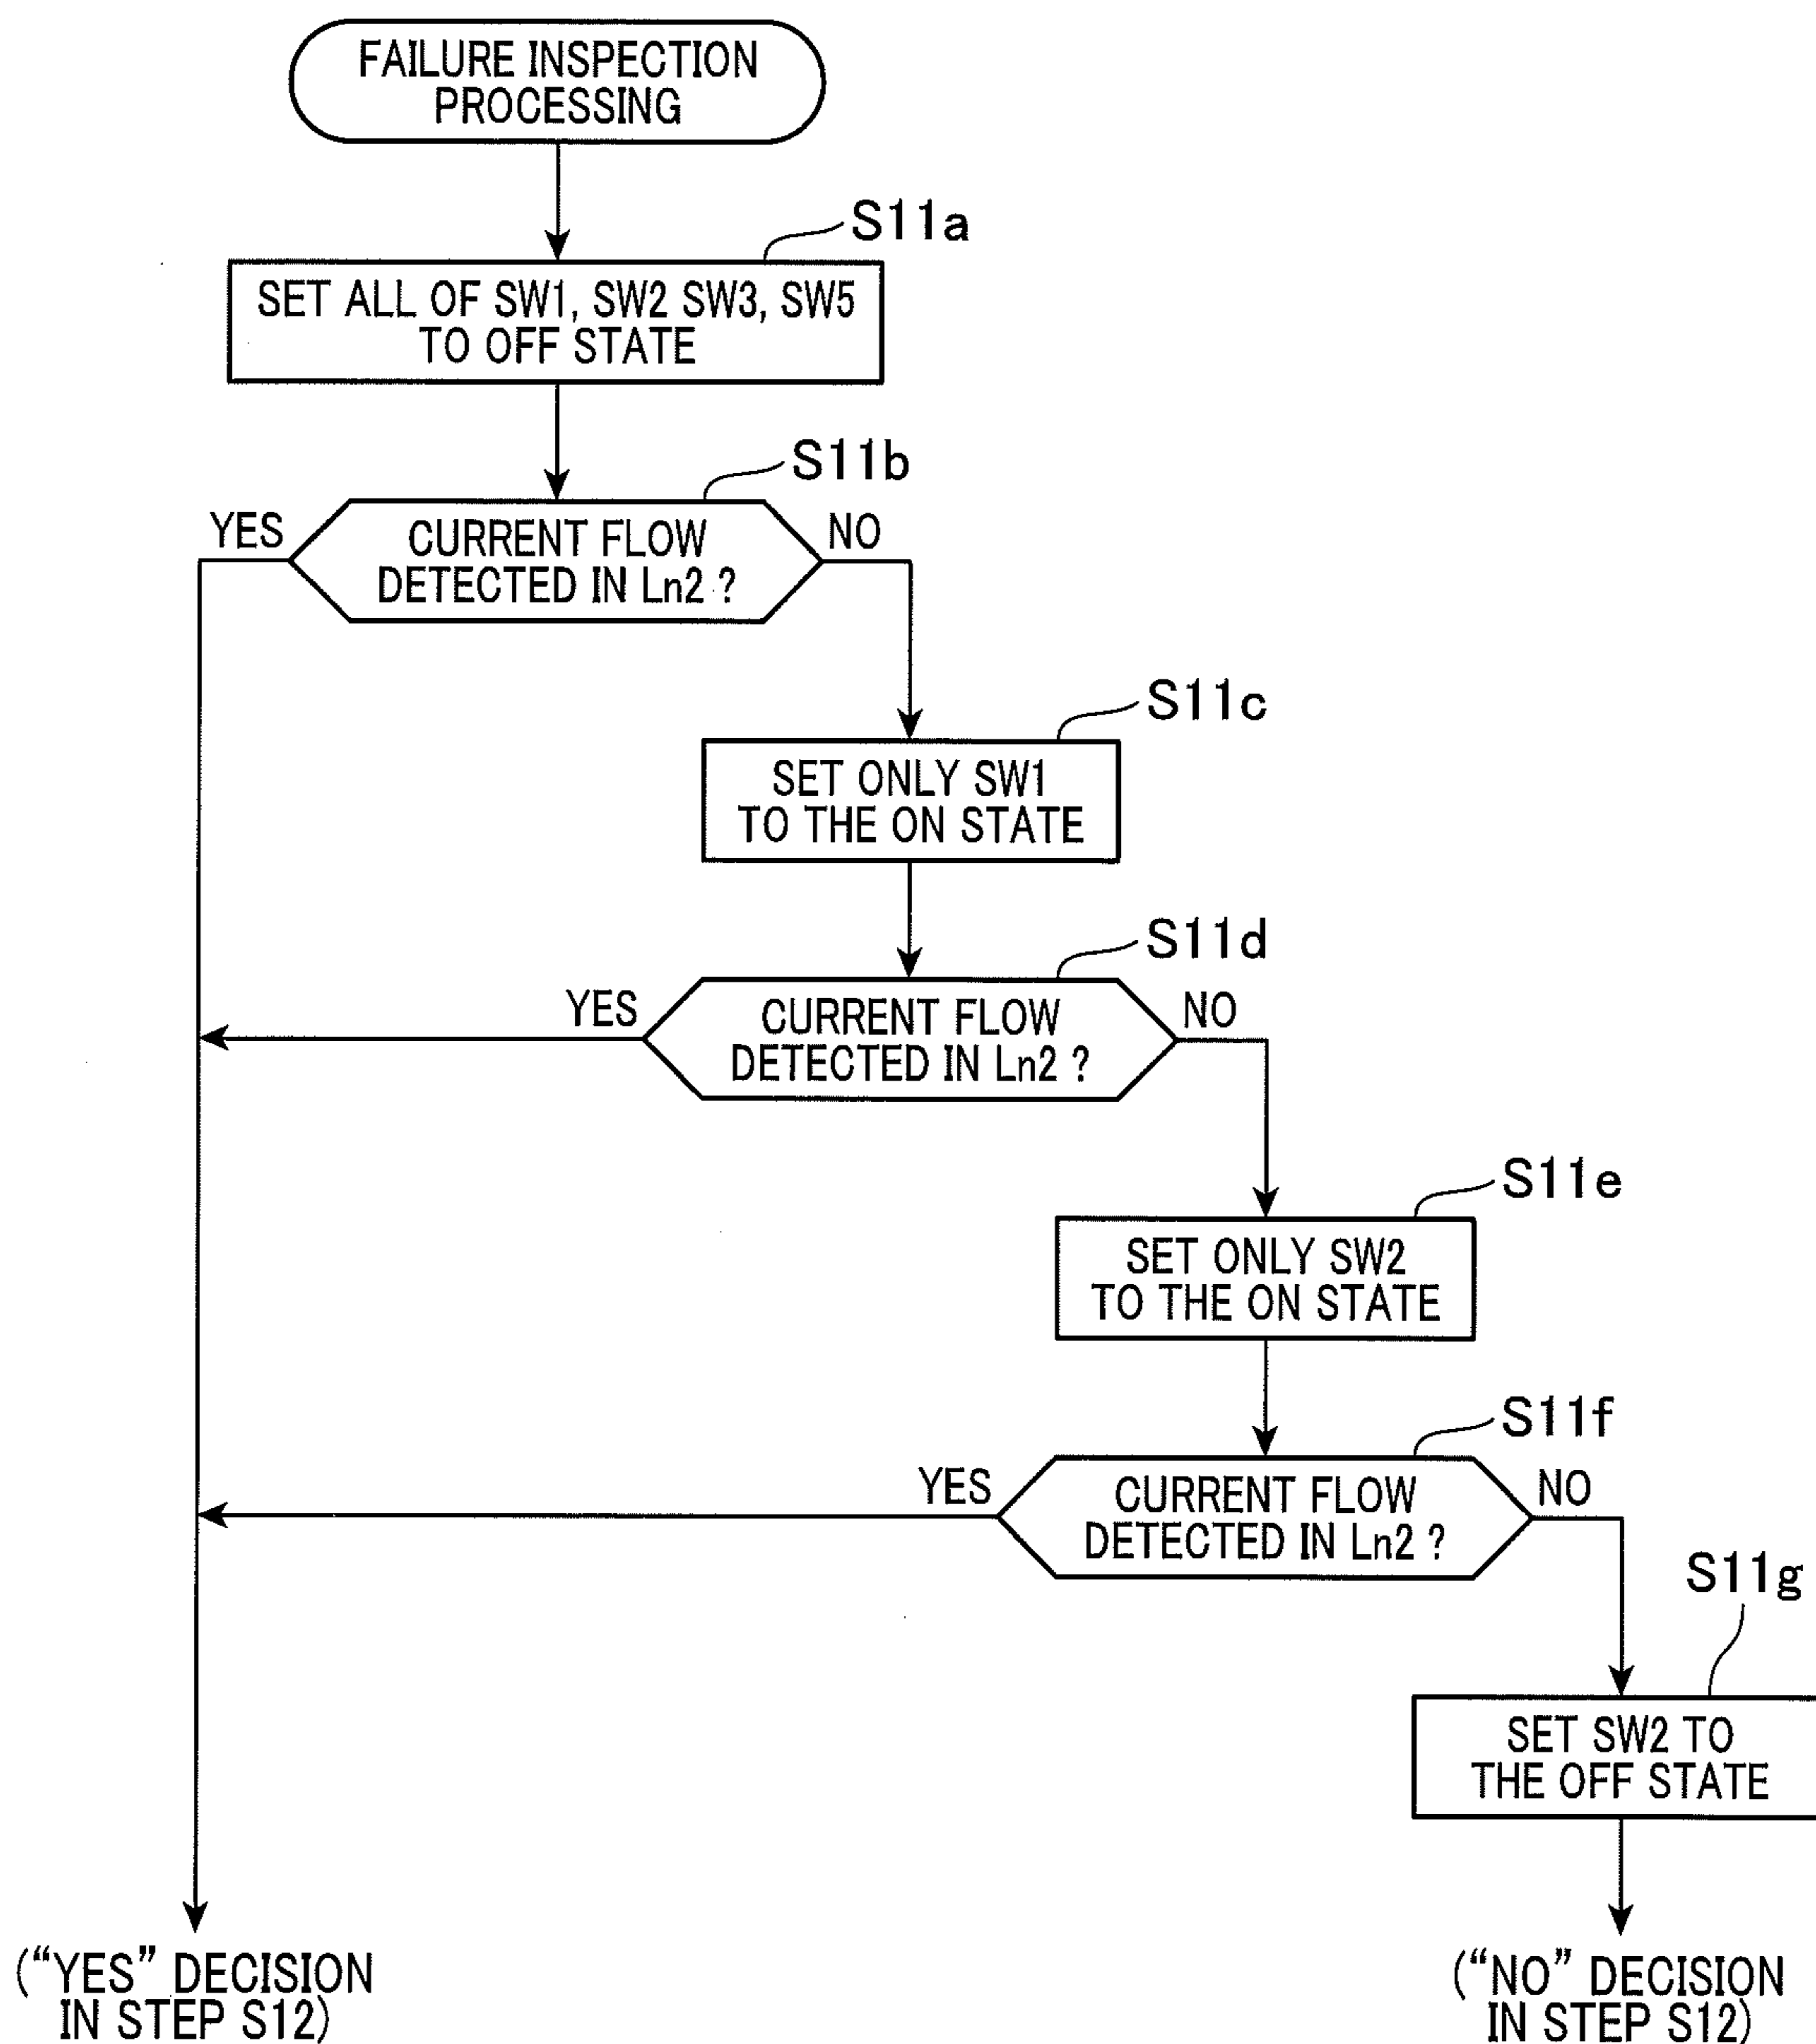 FAILURE INSPECTION
PROCESSING
S11a
SET ALL OF SW1, SW2 SW3, SW5
TO OFF STATE
S11b
YES
CURRENT FLOW
DETECTED IN Ln2 ?
NO
S11c
SET ONLY SW1
TO THE ON STATE
S11d
YES
CURRENT FLOW
DETECTED IN Ln2 ?
NO
S11e
SET ONLY SW2
TO THE ON STATE
S11f
YES
CURRENT FLOW
DETECTED IN Ln2 ?
NO
S11g
SET SW2 TO
THE OFF STATE
(“YES” DECISION
IN STEP S12)
(“NO” DECISION
IN STEP S12)